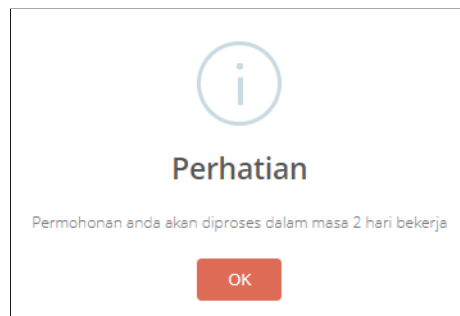 Perhatian
Permohonan anda akan diproses dalam masa 2 hari bekerja
OK